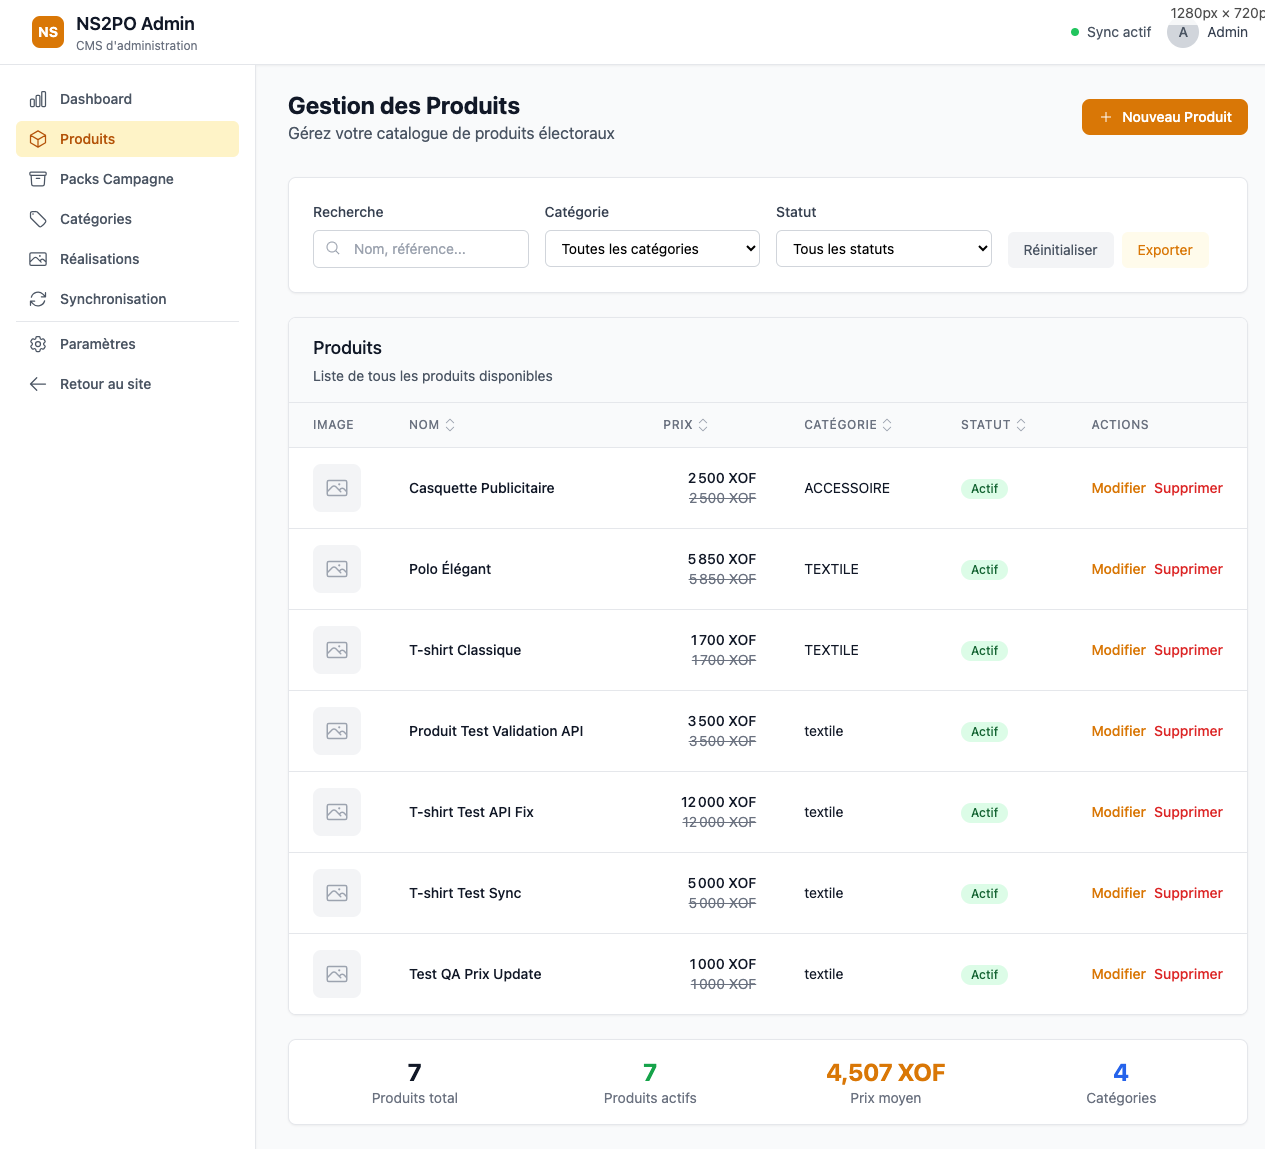 NS
NS2PO Admin
CMS d'administration
1280px × 720p
Sync actif
A
Admin
Dashboard
Produits
Packs Campagne
Catégories
Réalisations
Synchronisation
Paramètres
Retour au site
Gestion des Produits
Gérez votre catalogue de produits électoraux
+ Nouveau Produit
Recherche
Catégorie
Statut
Nom, référence...
Toutes les catégories
Tous les statuts
Réinitialiser
Exporter
Produits
Liste de tous les produits disponibles
IMAGE NOM PRIX CATÉGORIE STATUT ACTIONS
Casquette Publicitaire 2 500 XOF ACCESSOIRE Actif Modifier Supprimer
2 500 XOF
Polo Élégant 5 850 XOF TEXTILE Actif Modifier Supprimer
5 850 XOF
T-shirt Classique 1 700 XOF TEXTILE Actif Modifier Supprimer
1 700 XOF
Produit Test Validation API 3 500 XOF textile Actif Modifier Supprimer
3 500 XOF
T-shirt Test API Fix 12 000 XOF textile Actif Modifier Supprimer
12 000 XOF
T-shirt Test Sync 5 000 XOF textile Actif Modifier Supprimer
5 000 XOF
Test QA Prix Update 1 000 XOF textile Actif Modifier Supprimer
1 000 XOF
7 7 4,507 XOF 4
Produits total Produits actifs Prix moyen Catégories